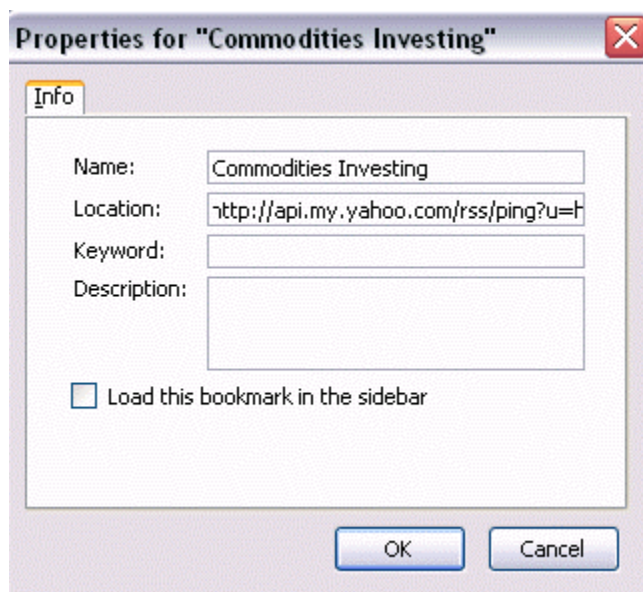 Properties for "Commodities Investing"
Info
Name: Commodities Investing
Location: http://api.my.yahoo.com/rss/ping?u=h
Keyword:
Description:
Load this bookmark in the sidebar
OK Cancel